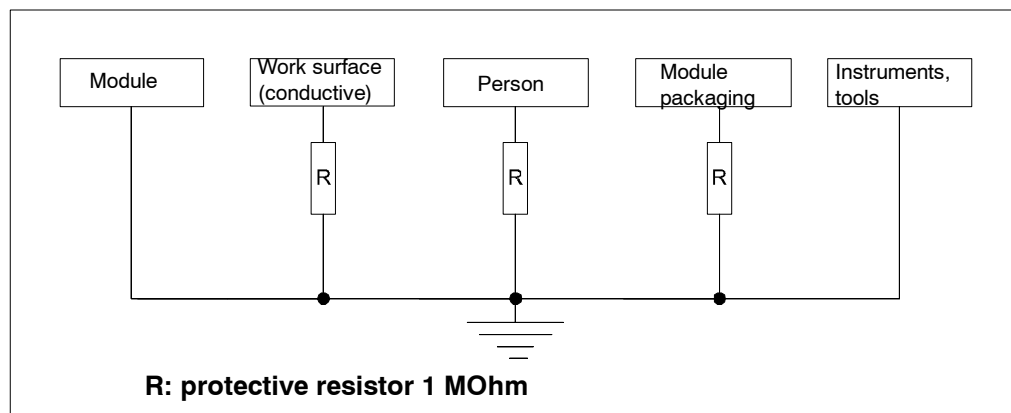 Module
Work surface
(conductive)
Person
Module
packaging
Instruments,
tools
R
R
R
R: protective resistor 1 MOhm